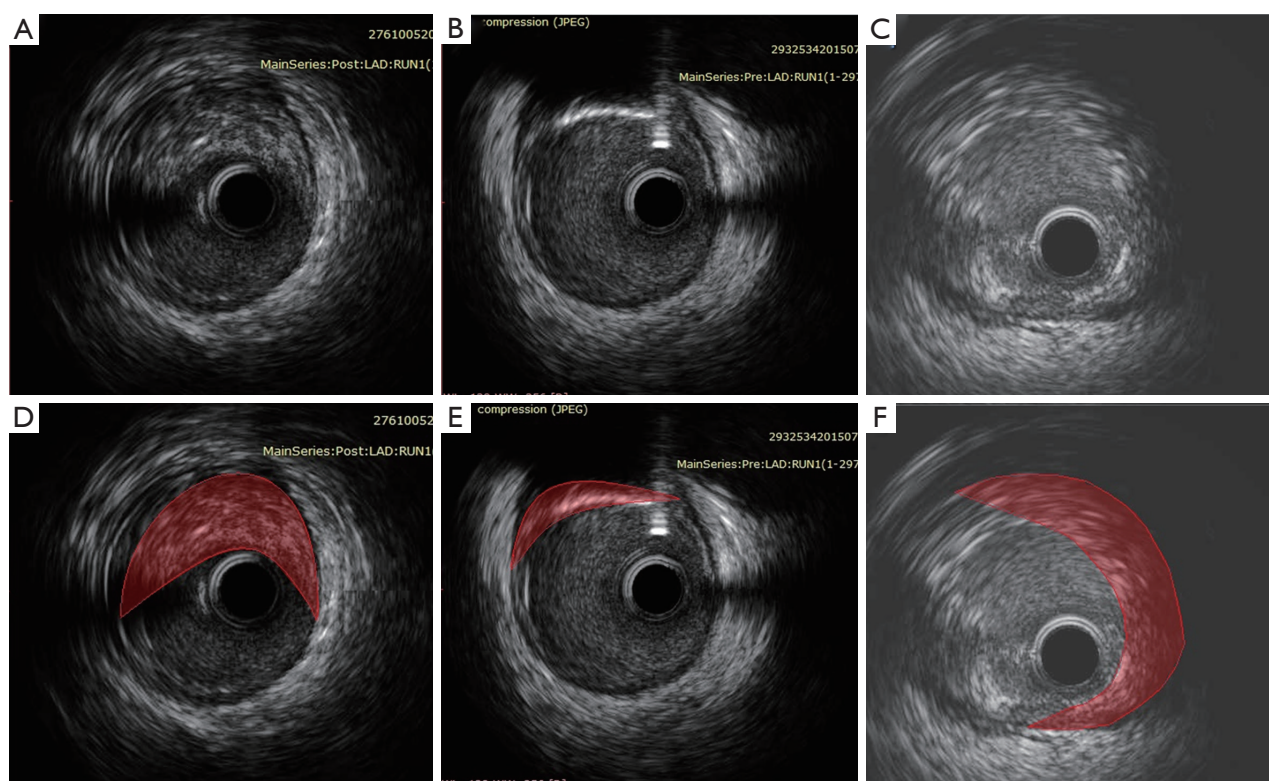 A
276100520
MainSeries:Post:LAD:RUN1(
B
ompression (JPEG)
2932534201507
MainSeries:Pre:LAD:RUN1(1-297
C
D
27610052
MainSeries:Post:LAD:RUN1
E
compression (JPEG)
2932534201507
MainSeries:Pre:LAD:RUN1(1-297
F